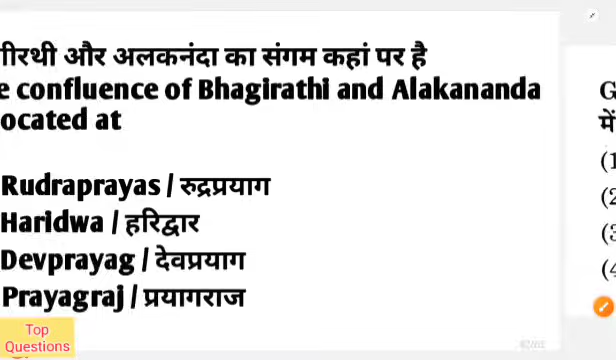 गीरथी और अलकनंदा का संगम कहां पर है
e confluence of Bhagirathi and Alakananda
ocated at
Rudraprayas / रुद्रप्रयाग
Haridwa / हरिद्वार
Devprayag / देवप्रयाग
Prayagraj / प्रयागराज
Top
Questions
G
में
(1
(2
(3
(4